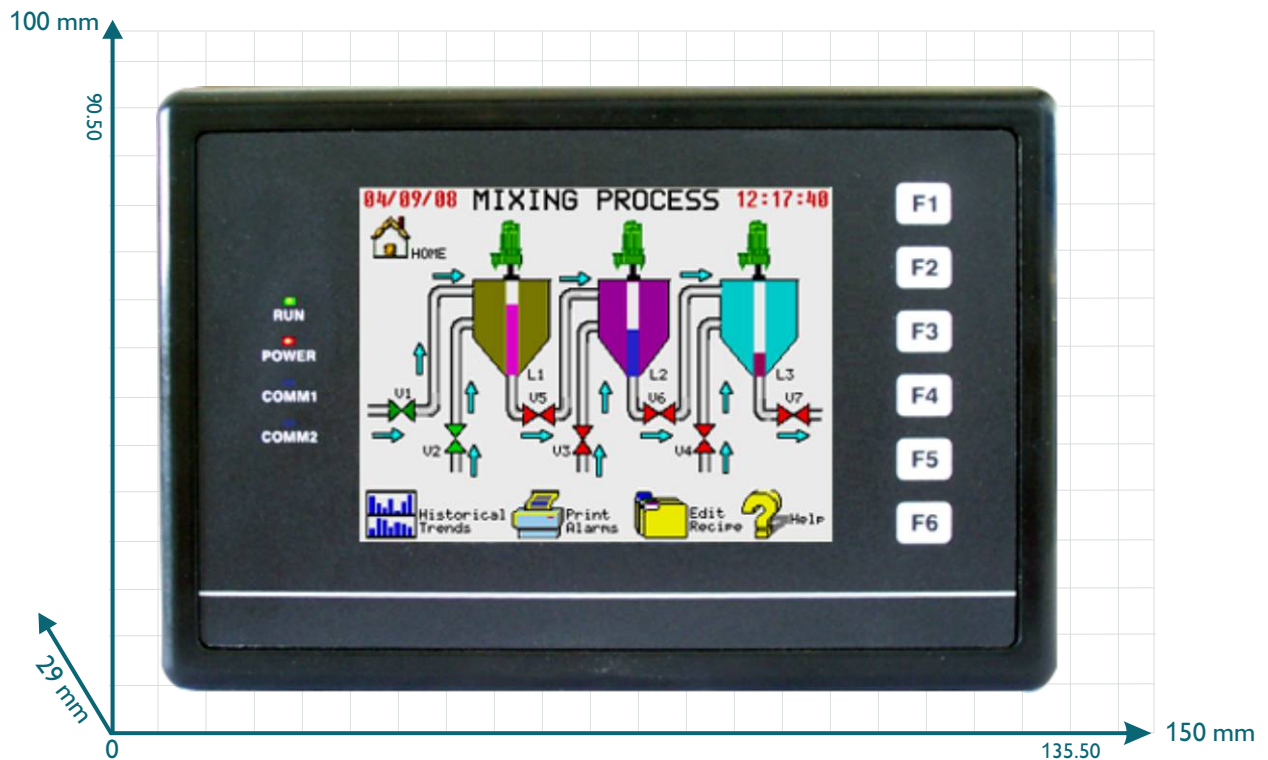 100 mm
90.50
04/09/08 MIXING PROCESS 12:17:40
HOME
F1
F2
F3
F4
F5
F6
RUN
POWER
COMM1
COMM2
L1
L2
L3
V1
V5
V6
V7
V2
V3
V4
Historical
Trends
Print
Alarms
Edit
Recipe
Help
29 mm
0
135.50
150 mm